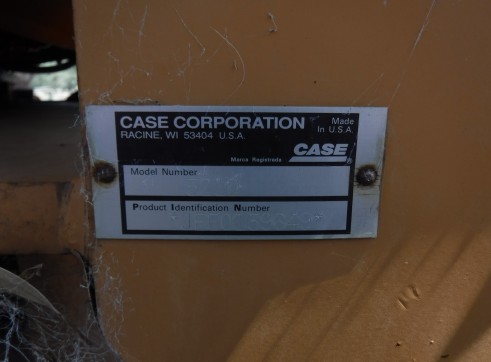 CASE CORPORATION
RACINE, WI 53404 U.S.A.
Made
In U.S.A.
Marca Registrada
CASE®
Model Number
Product Identification Number